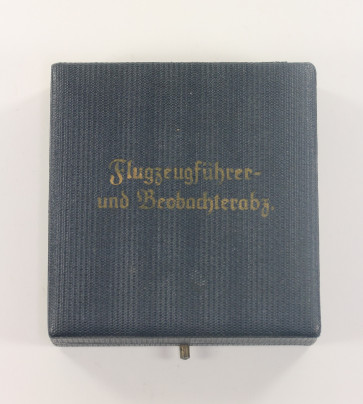 Flugzeugführer-
und Beobachterabz.